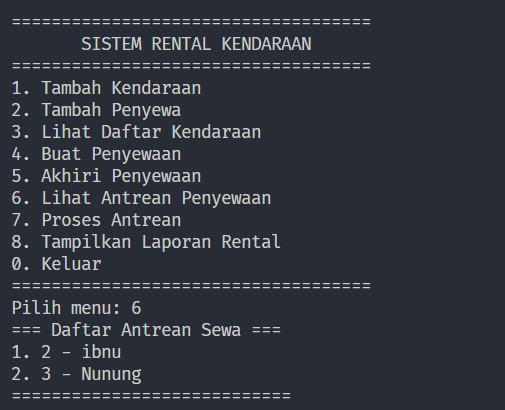 ====================================
SISTEM RENTAL KENDARAAN
====================================
1. Tambah Kendaraan
2. Tambah Penyewa
3. Lihat Daftar Kendaraan
4. Buat Penyewaan
5. Akhiri Penyewaan
6. Lihat Antrean Penyewaan
7. Proses Antrean
8. Tampilkan Laporan Rental
0. Keluar
====================================
Pilih menu: 6
=== Daftar Antrean Sewa ===
1. 2 - ibnu
2. 3 - Nunung
============================